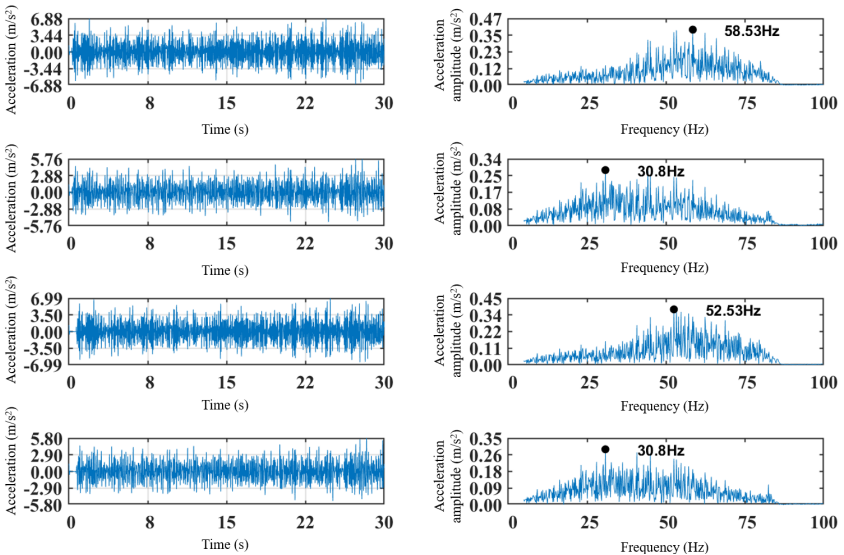 Acceleration (m/s²)
6.88
3.44
0.00
-3.44
-6.88
0 8 15 22 30
Time (s)
Acceleration
amplitude (m/s²)
0.47
0.35
0.23
0.12
0.00
58.53Hz
0 25 50 75 100
Frequency (Hz)
Acceleration (m/s²)
5.76
2.88
0.00
-2.88
-5.76
0 8 15 22 30
Time (s)
Acceleration
amplitude (m/s²)
0.34
0.25
0.17
0.08
0.00
30.8Hz
0 25 50 75 100
Frequency (Hz)
Acceleration (m/s²)
6.99
3.50
0.00
-3.50
-6.99
0 8 15 22 30
Time (s)
Acceleration
amplitude (m/s²)
0.45
0.34
0.22
0.11
0.00
52.53Hz
0 25 50 75 100
Frequency (Hz)
Acceleration (m/s²)
5.80
2.90
0.00
-2.90
-5.80
0 8 15 22 30
Time (s)
Acceleration
amplitude (m/s²)
0.35
0.26
0.18
0.09
0.00
30.8Hz
0 25 50 75 100
Frequency (Hz)